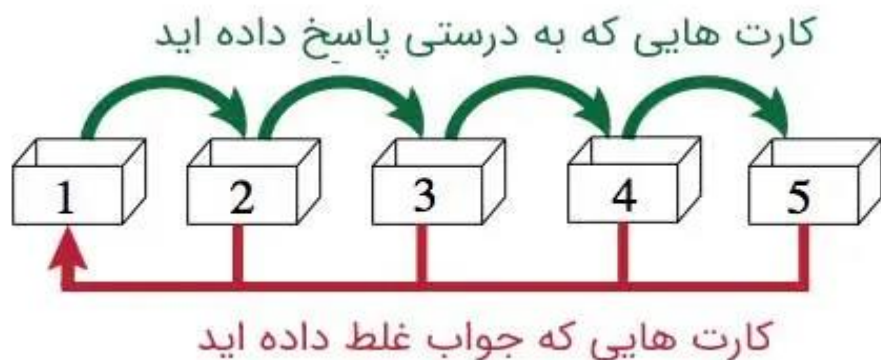 کارت هایی که به درستی پاسخ داده اید
1 2 3 4 5
کارت هایی که جواب غلط داده اید